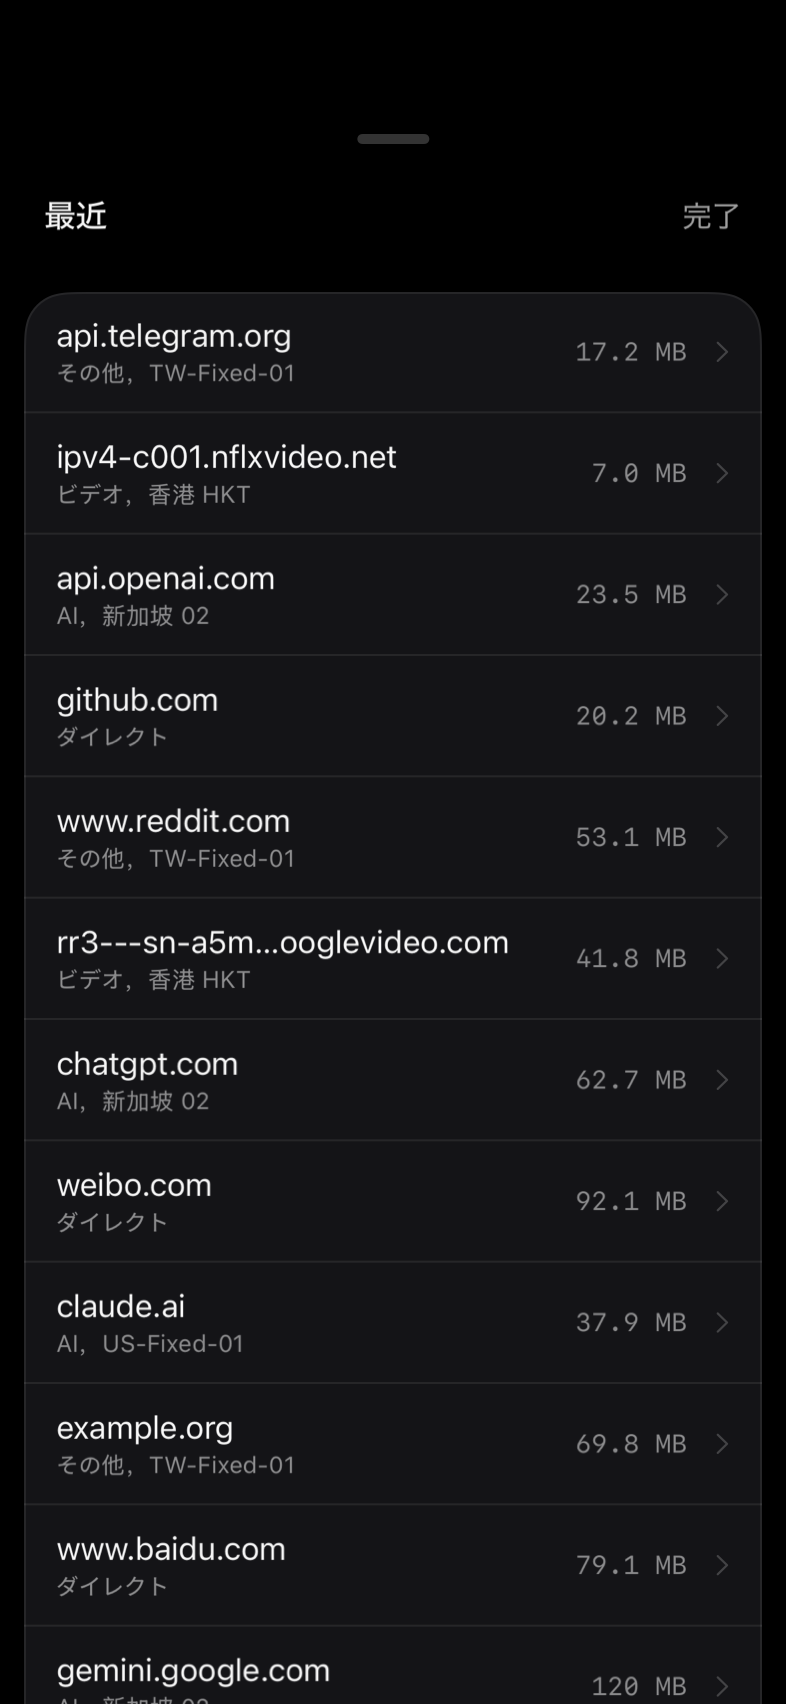 最近
完了
api.telegram.org
17.2 MB
その他，TW-Fixed-01
ipv4-c001.nflxvideo.net
7.0 MB
ビデオ，香港 HKT
api.openai.com
23.5 MB
AI，新加坡 02
github.com
20.2 MB
ダイレクト
www.reddit.com
53.1 MB
その他，TW-Fixed-01
rr3---sn-a5m...ooglevideo.com
41.8 MB
ビデオ，香港 HKT
chatgpt.com
62.7 MB
AI，新加坡 02
weibo.com
92.1 MB
ダイレクト
claude.ai
37.9 MB
AI，US-Fixed-01
example.org
69.8 MB
その他，TW-Fixed-01
www.baidu.com
79.1 MB
ダイレクト
gemini.google.com
120 MB